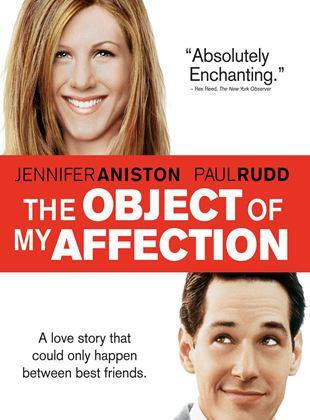 “Absolutely
Enchanting.”
– Rex Reed, The New York Observer
JENNIFER ANISTON PAUL RUDD
THE OBJECT OF
MY AFFECTION
A love story that
could only happen
between best friends.